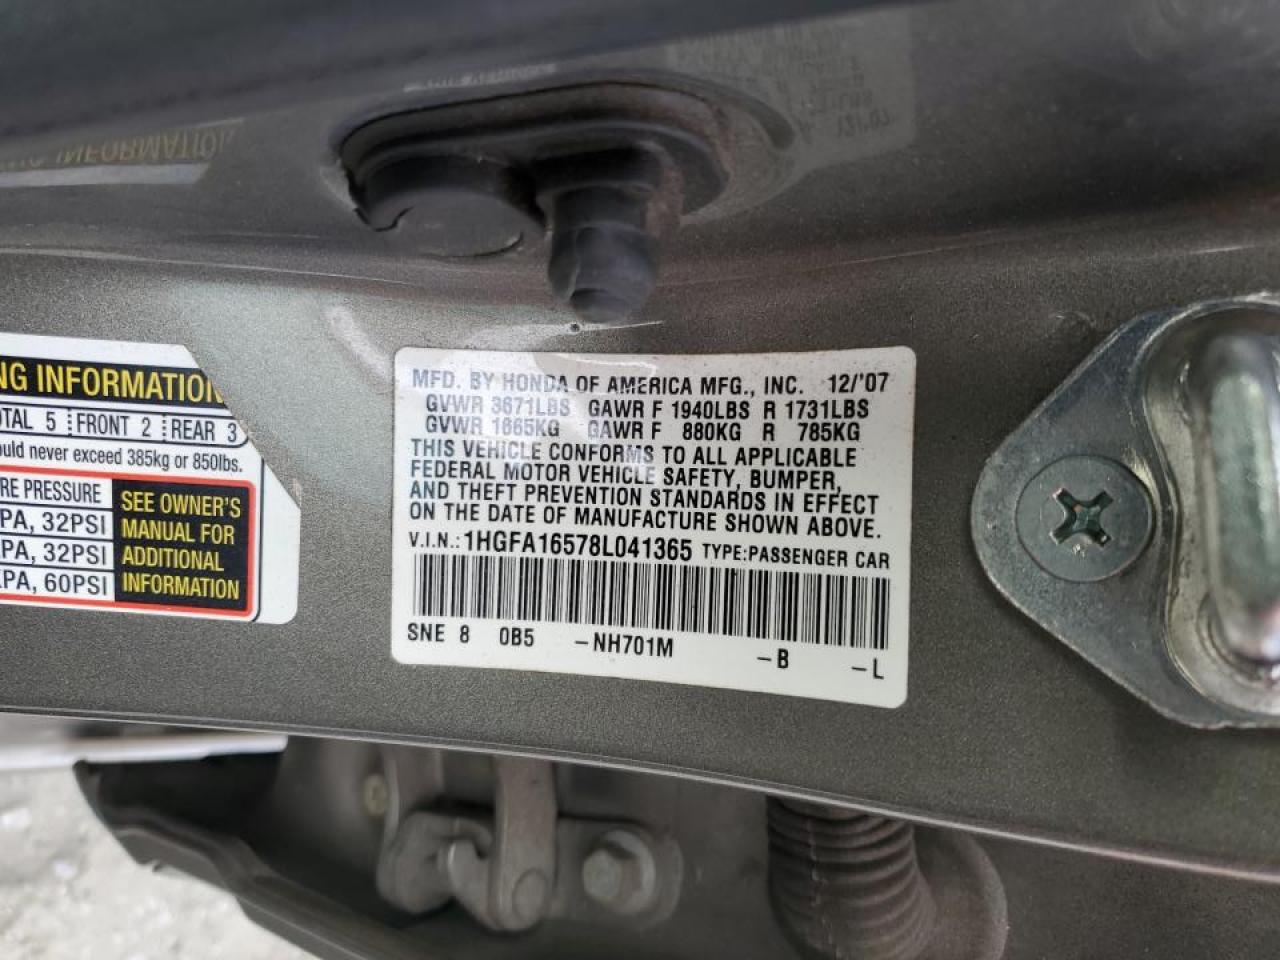 NG INFORMATION
OTAL 5 FRONT 2 REAR 3
ould never exceed 385kg or 850lbs.
RE PRESSURE
PA, 32PSI
PA, 32PSI
KPA, 60PSI
SEE OWNER'S
MANUAL FOR
ADDITIONAL
INFORMATION
MFD. BY HONDA OF AMERICA MFG., INC. 12/'07
GVWR 3671LBS GAWR F 1940LBS R 1731LBS
GVWR 1665KG GAWR F 880KG R 785KG
THIS VEHICLE CONFORMS TO ALL APPLICABLE
FEDERAL MOTOR VEHICLE SAFETY, BUMPER,
AND THEFT PREVENTION STANDARDS IN EFFECT
ON THE DATE OF MANUFACTURE SHOWN ABOVE.
V.I.N.: 1HGFA16578L041365 TYPE: PASSENGER CAR
SNE 8 0B5 -NH701M -B -L